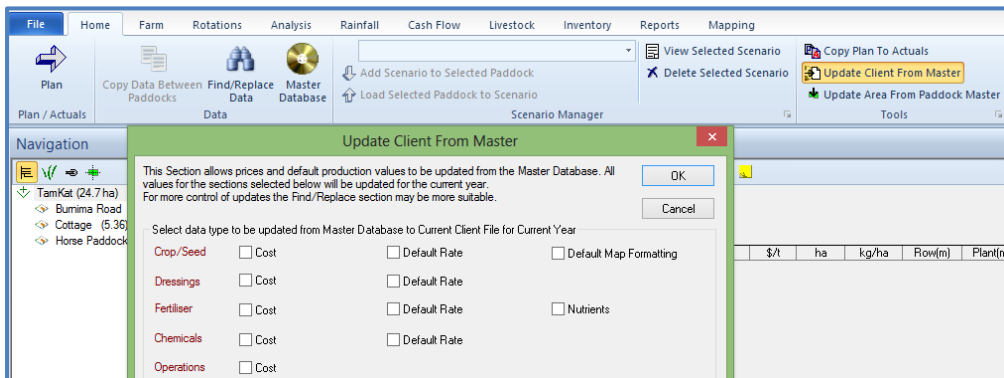 File Home Farm Rotations Analysis Rainfall Cash Flow Livestock Inventory Reports Mapping
Plan
Copy Data Between Paddocks
Find/Replace Data
Master Database
Add Scenario to Selected Paddock
Load Selected Paddock to Scenario
View Selected Scenario
Delete Selected Scenario
Copy Plan To Actuals
Update Client From Master
Update Area From Paddock Master
Plan / Actuals Data Scenario Manager Tools
Navigation
TamKat (24.7 ha)
Burnima Road
Cottage (5.36)
Horse Paddock
Update Client From Master
This Section allows prices and default production values to be updated from the Master Database. All
values for the sections selected below will be updated for the current year.
For more control of updates the Find/Replace section may be more suitable.
OK
Cancel
Select data type to be updated from Master Database to Current Client File for Current Year
Crop/Seed Cost Default Rate Default Map Formatting
Dressings Cost Default Rate
Fertiliser Cost Default Rate Nutrients
Chemicals Cost Default Rate
Operations Cost
$/t ha kg/ha Row(m)